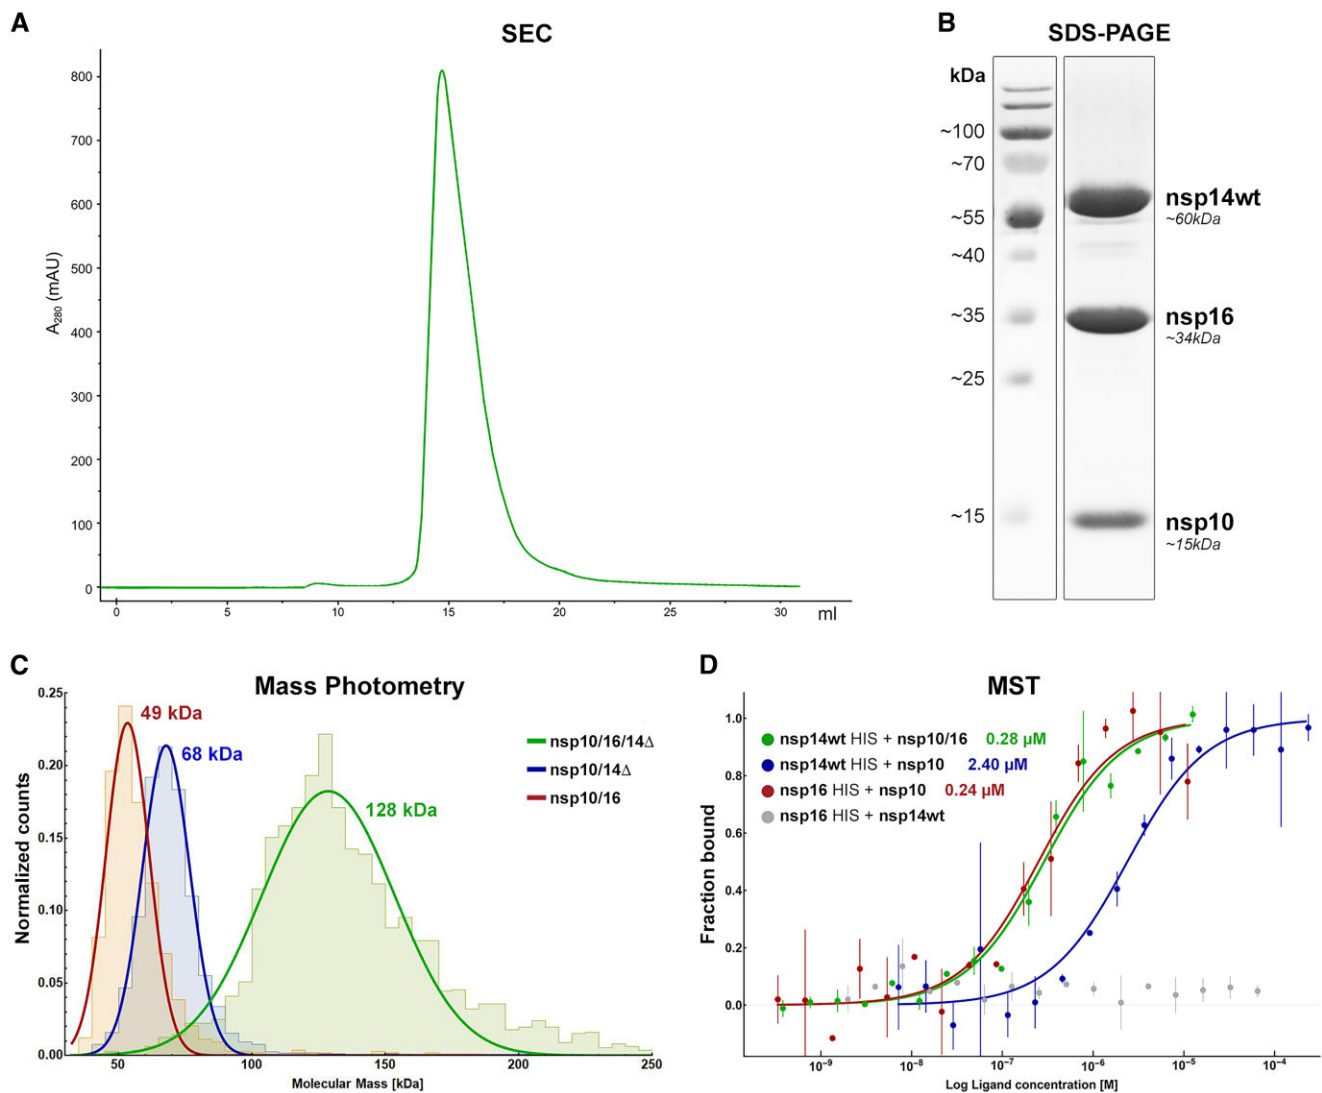 A
SEC
A280 (mAU)
800
700
600
500
400
300
200
100
0
0 5 10 15 20 25 30 ml
B
SDS-PAGE
kDa
~100
~70
~55
~40
~35
~25
~15
nsp14wt
~60kDa
nsp16
~34kDa
nsp10
~15kDa
C
Mass Photometry
Normalized counts
0.25
0.20
0.15
0.10
0.05
0.00
49 kDa
68 kDa
128 kDa
nsp10/16/14Δ
nsp10/14Δ
nsp10/16
50 100 150 200 250
Molecular Mass [kDa]
D
MST
Fraction bound
1.0
0.8
0.6
0.4
0.2
0.0
nsp14wt HIS + nsp10/16 0.28 µM
nsp14wt HIS + nsp10 2.40 µM
nsp16 HIS + nsp10 0.24 µM
nsp16 HIS + nsp14wt
10⁻⁹ 10⁻⁸ 10⁻⁷ 10⁻⁶ 10⁻⁵ 10⁻⁴
Log Ligand concentration [M]